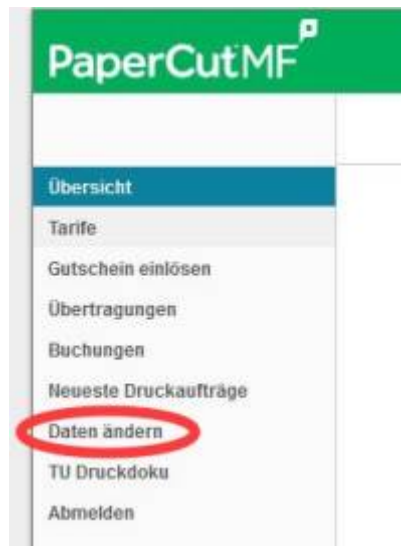 PaperCutMF
Übersicht
Tarife
Gutschein einlösen
Übertragungen
Buchungen
Neueste Druckaufträge
Daten ändern
TU Druckdoku
Abmelden